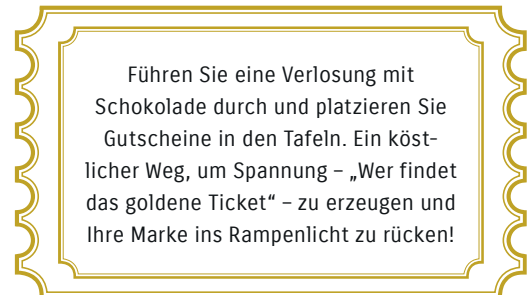 Führen Sie eine Verlosung mit
Schokolade durch und platzieren Sie
Gutscheine in den Tafeln. Ein köst-
licher Weg, um Spannung – „Wer findet
das goldene Ticket“ – zu erzeugen und
Ihre Marke ins Rampenlicht zu rücken!